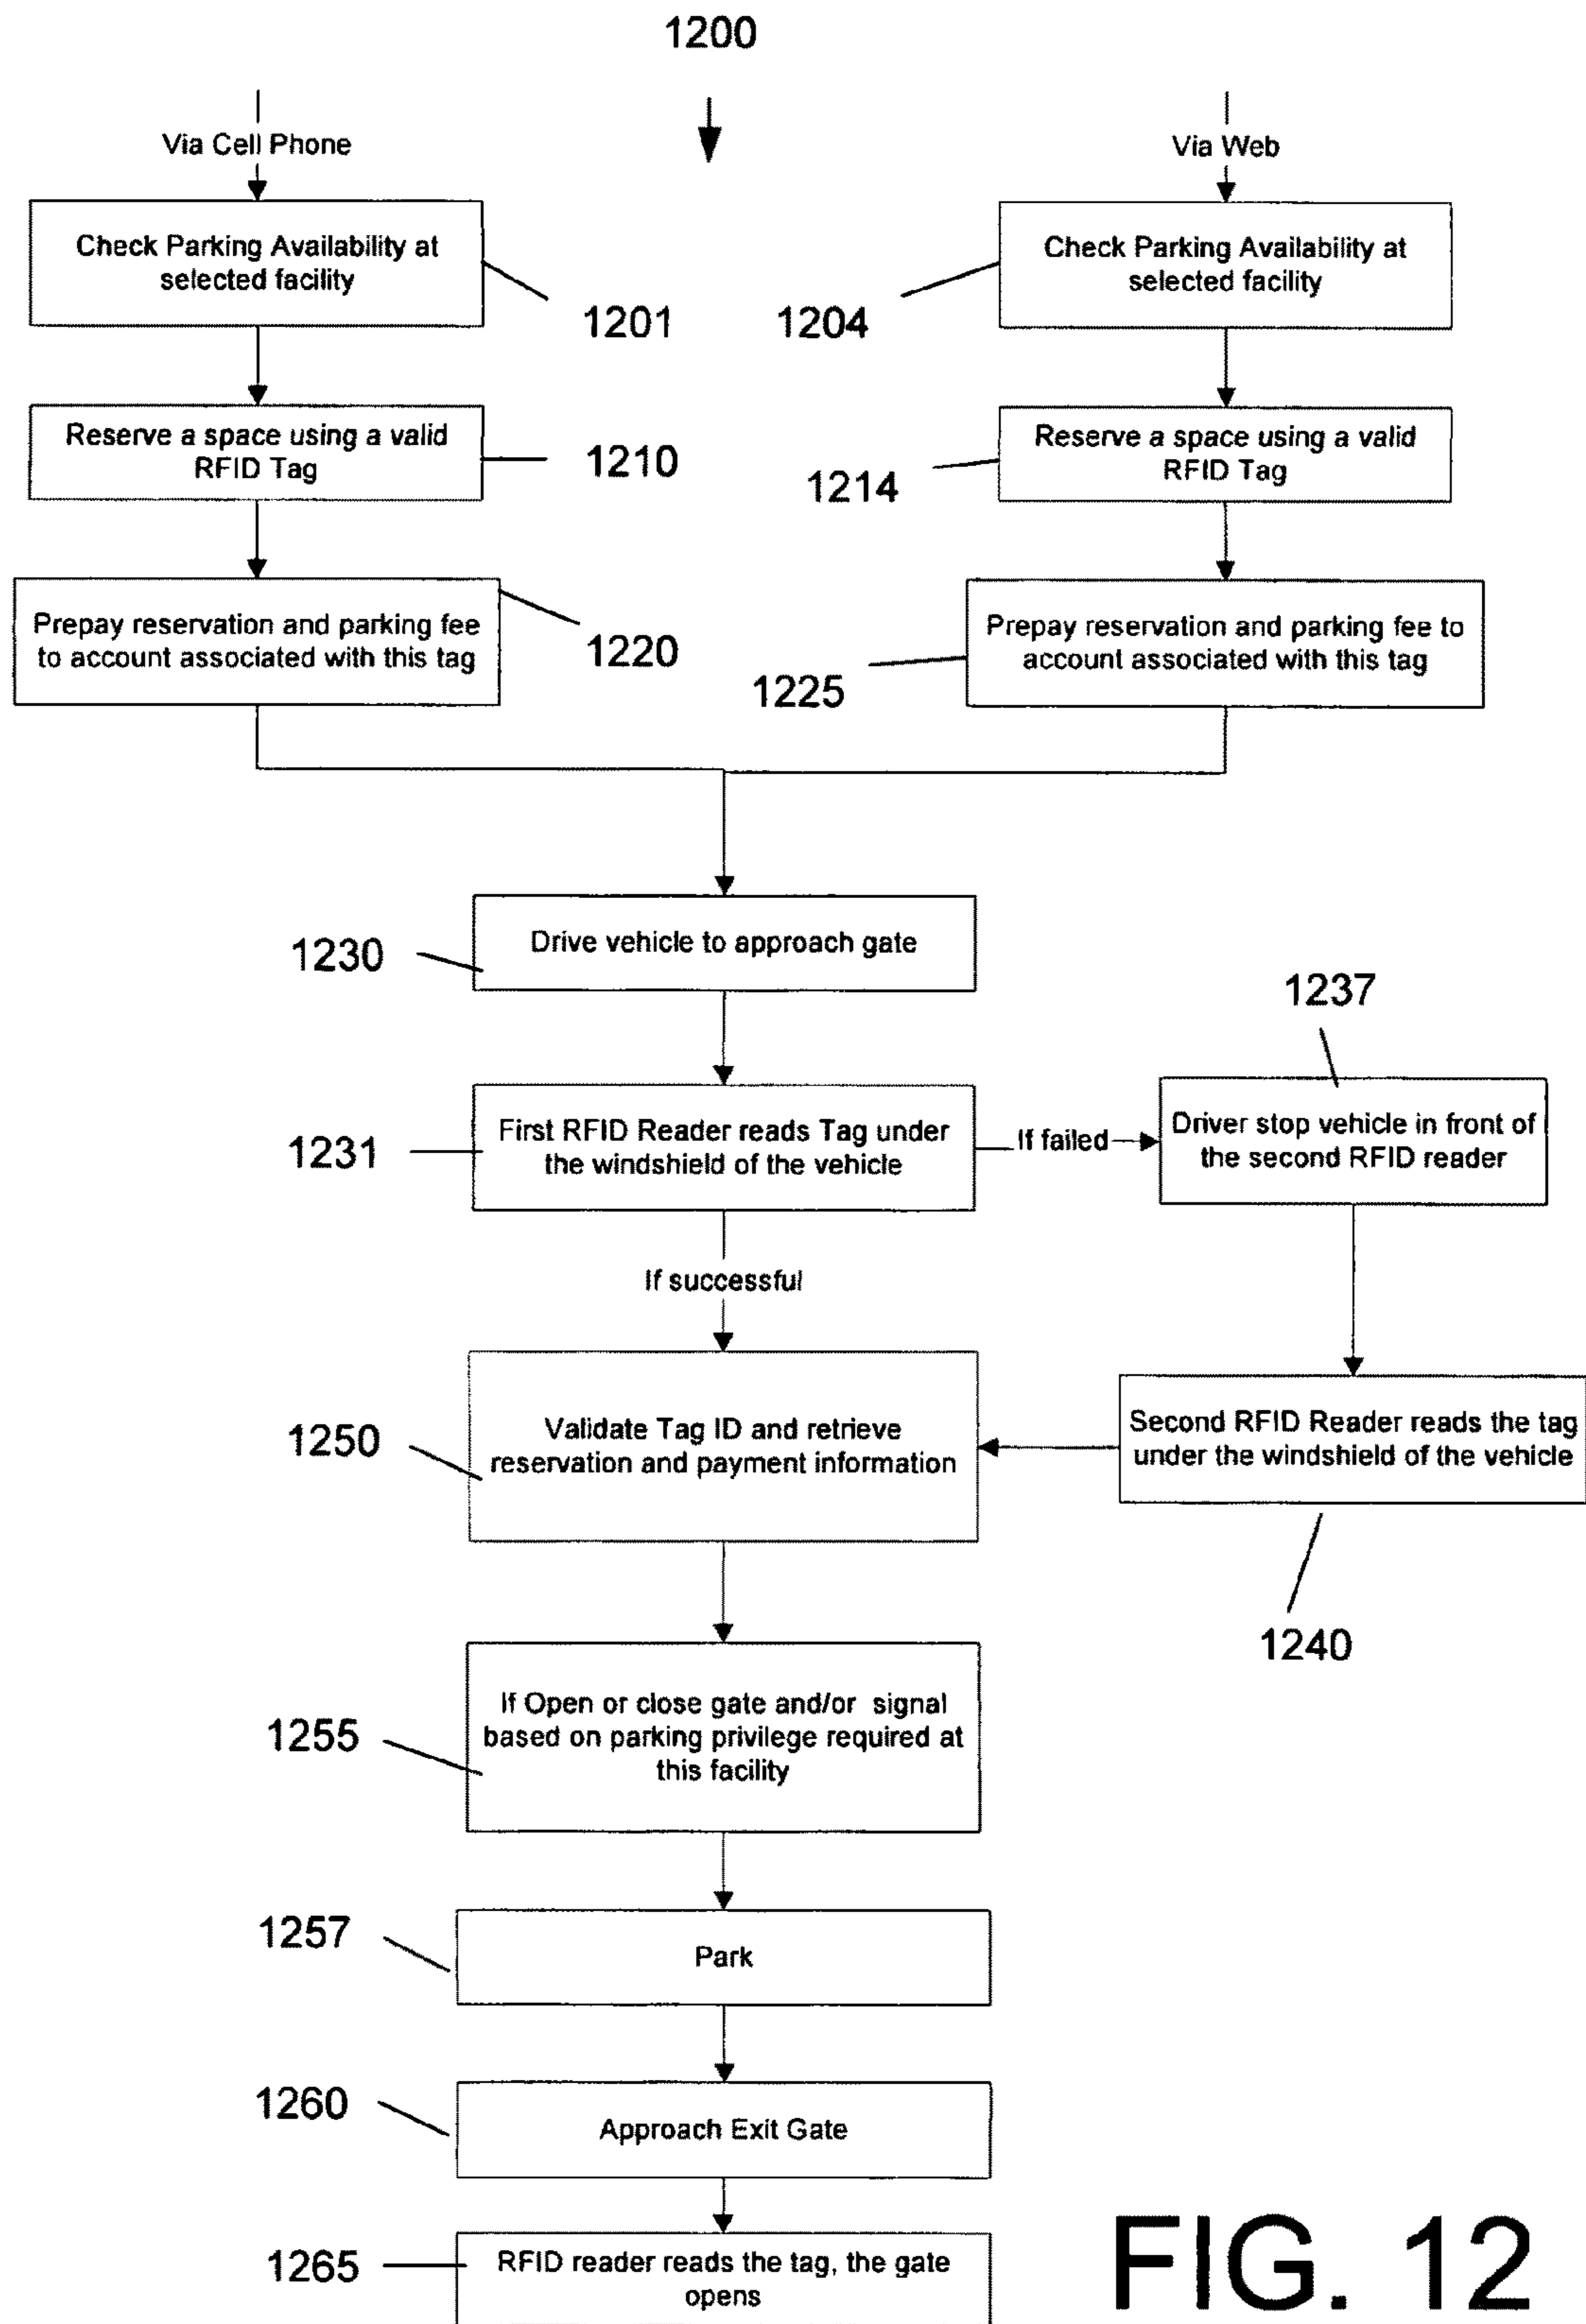 1200
Via Cell Phone
Via Web
Check Parking Availability at
selected facility
1201
1204
Check Parking Availability at
selected facility
Reserve a space using a valid
RFID Tag
1210
1214
Reserve a space using a valid
RFID Tag
Prepay reservation and parking fee
to account associated with this tag
1220
1225
Prepay reservation and parking fee to
account associated with this tag
1230
Drive vehicle to approach gate
1237
1231
First RFID Reader reads Tag under
the windshield of the vehicle
If failed
Driver stop vehicle in front of
the second RFID reader
If successful
1250
Validate Tag ID and retrieve
reservation and payment information
Second RFID Reader reads the tag
under the windshield of the vehicle
1240
1255
If Open or close gate and/or signal
based on parking privilege required at
this facility
1257
Park
1260
Approach Exit Gate
1265
RFID reader reads the tag, the gate
opens
FIG. 12